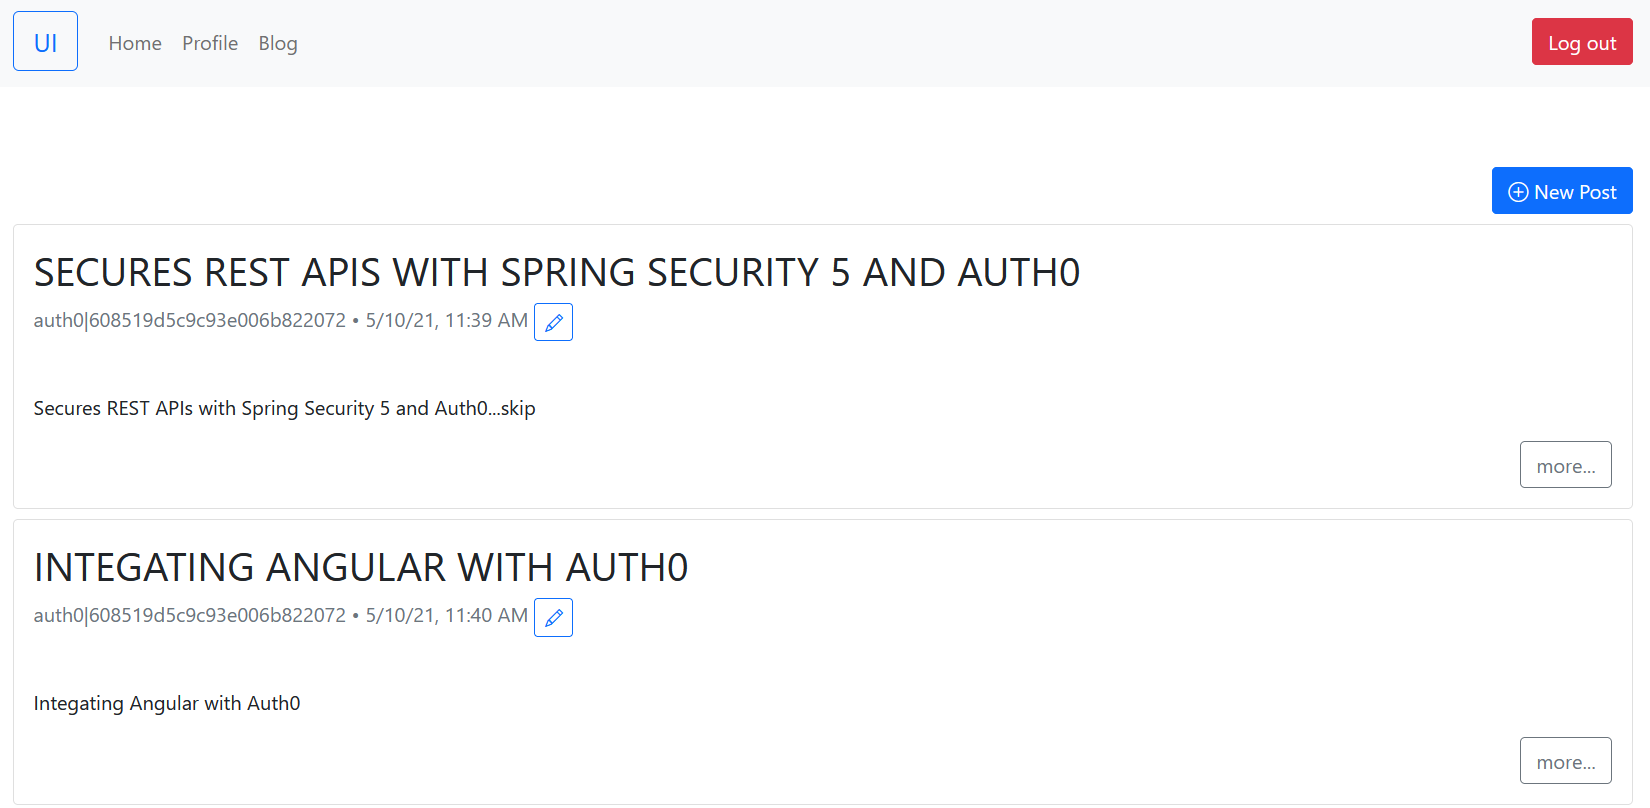 UI Home Profile Blog Log out
New Post
SECURES REST APIS WITH SPRING SECURITY 5 AND AUTH0
auth0|608519d5c9c93e006b822072 • 5/10/21, 11:39 AM
Secures REST APIs with Spring Security 5 and Auth0...skip
more...
INTEGATING ANGULAR WITH AUTH0
auth0|608519d5c9c93e006b822072 • 5/10/21, 11:40 AM
Integating Angular with Auth0
more...